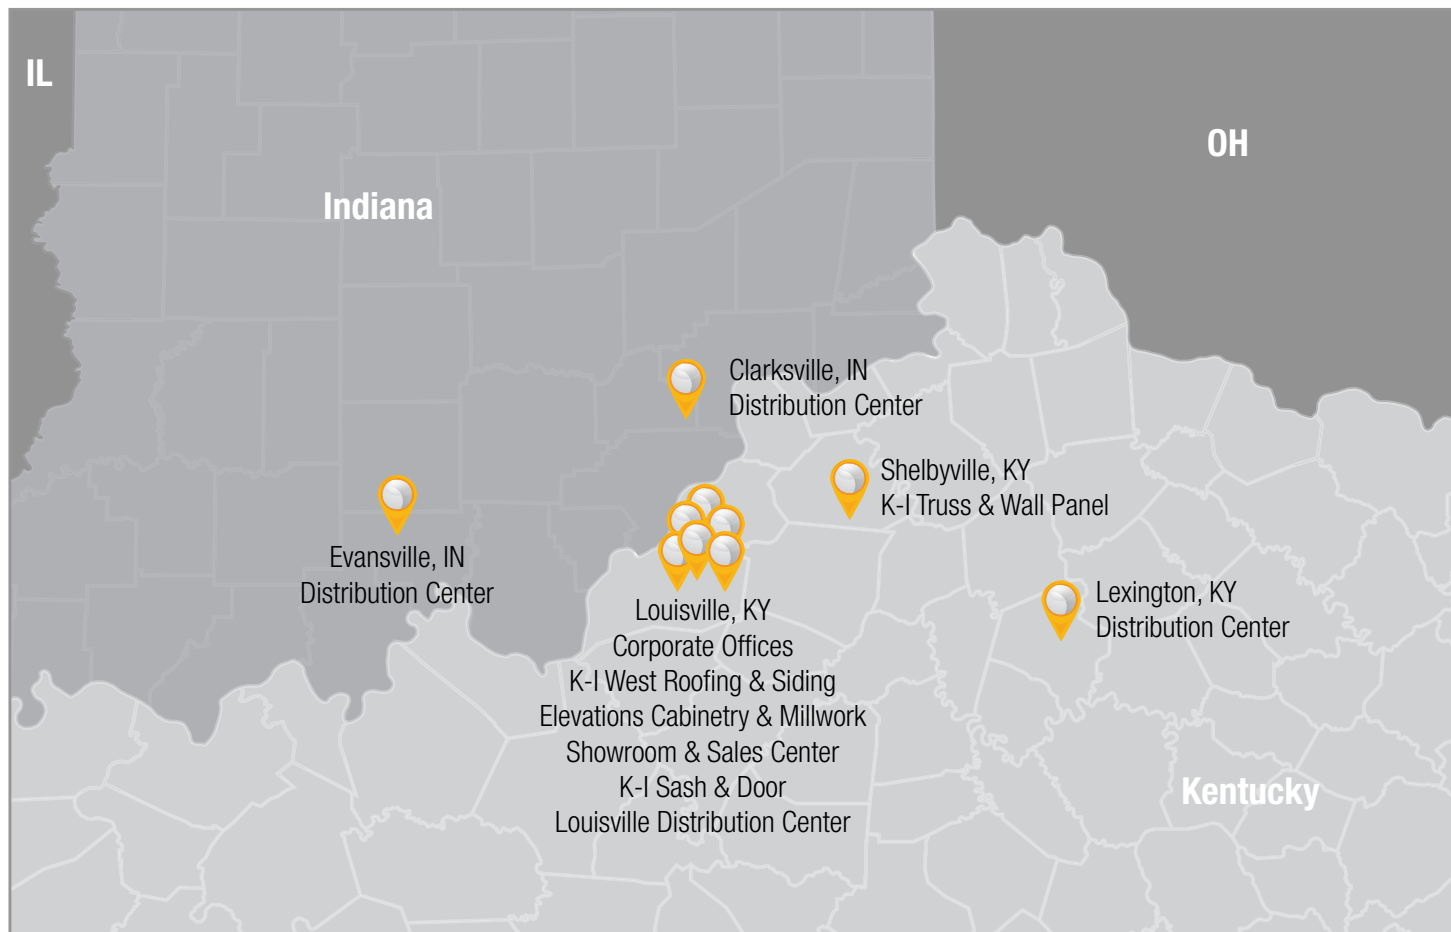 IL
OH
Indiana
Clarksville, IN
Distribution Center
Shelbyville, KY
K-I Truss & Wall Panel
Evansville, IN
Distribution Center
Lexington, KY
Distribution Center
Louisville, KY
Corporate Offices
K-I West Roofing & Siding
Elevations Cabinetry & Millwork
Showroom & Sales Center
K-I Sash & Door
Louisville Distribution Center
Kentucky